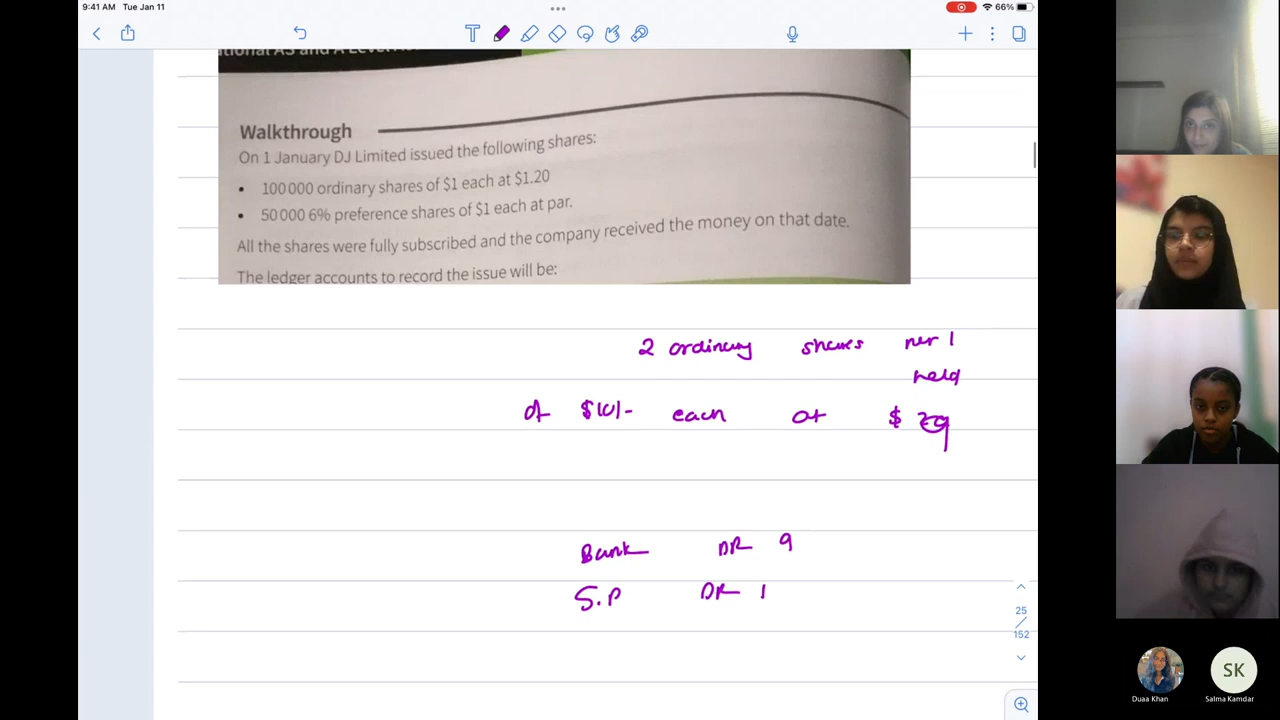 9:41 AM Tue Jan 11
66%
Walkthrough
On 1 January DJ Limited issued the following shares:
• 100 000 ordinary shares of $1 each at $1.20
• 50 000 6% preference shares of $1 each at par.
All the shares were fully subscribed and the company received the money on that date.
The ledger accounts to record the issue will be:
2 ordinary shares per 1
held
of $10/- each at $
Bank DR 9
S.P DR 1
25
152
SK
Duaa Khan
Salma Kamdar